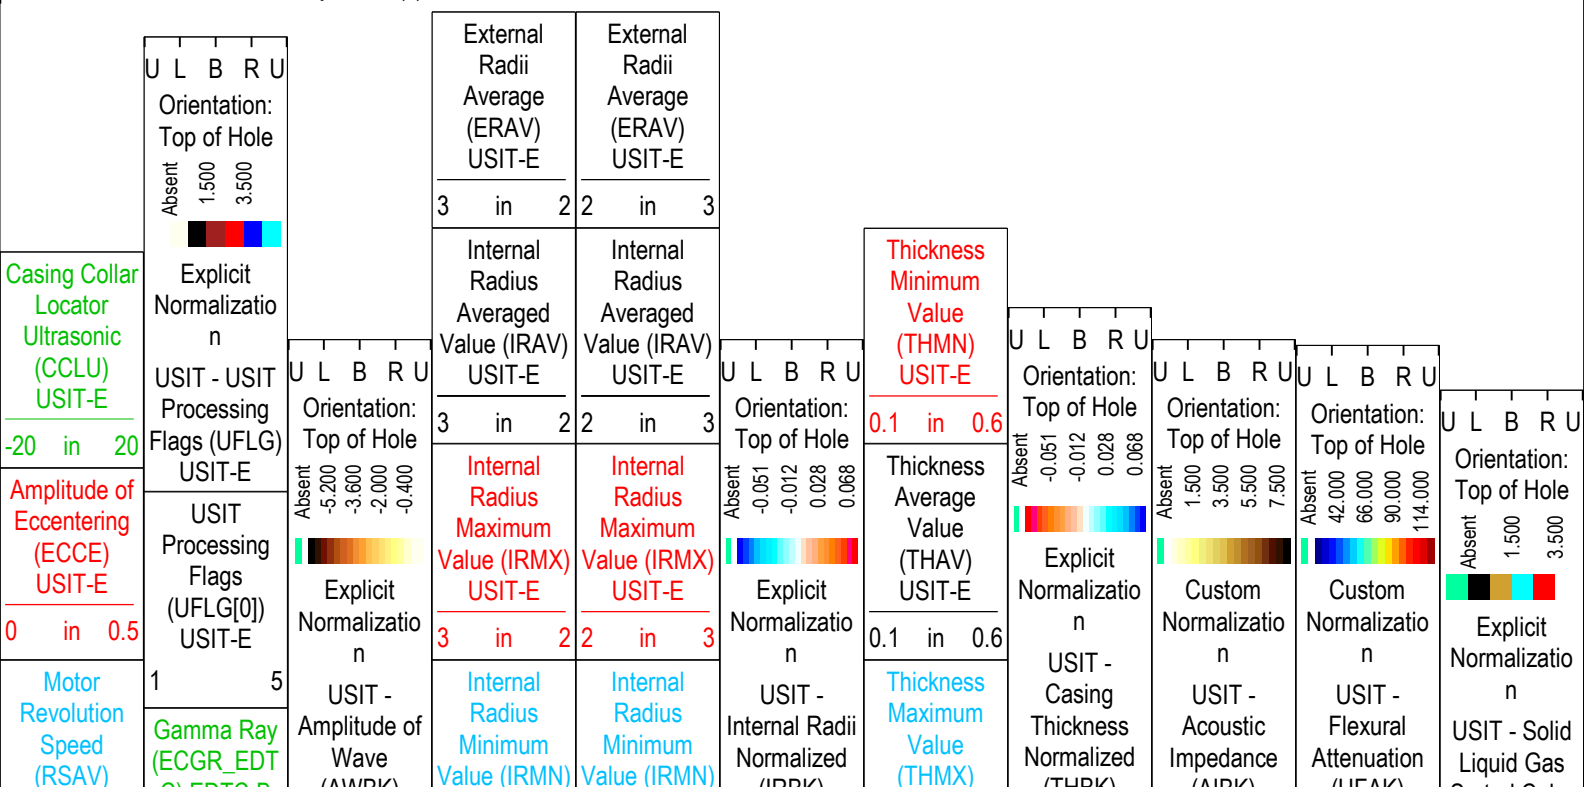 Casing Collar
Locator
Ultrasonic
(CCLU)
USIT-E
-20 in 20
Amplitude of
Eccentering
(ECCE)
USIT-E
0 in 0.5
Motor
Revolution
Speed
(RSAV)
U L B R U
Orientation:
Top of Hole
Absent
1.500
3.500
Explicit
Normalizatio
n
USIT - USIT
Processing
Flags (UFLG)
USIT-E
USIT
Processing
Flags
(UFLG[0])
USIT-E
1 5
Gamma Ray
(ECGR_EDT
U L B R U
Orientation:
Top of Hole
Absent
-5.200
-3.600
-2.000
-0.400
Explicit
Normalizatio
n
USIT -
Amplitude of
Wave
(AWBK)
External
Radii
Average
(ERAV)
USIT-E
3 in 2
Internal
Radius
Averaged
Value (IRAV)
USIT-E
3 in 2
Internal
Radius
Maximum
Value (IRMX)
USIT-E
3 in 2
Internal
Radius
Minimum
Value (IRMN)
External
Radii
Average
(ERAV)
USIT-E
2 in 3
Internal
Radius
Averaged
Value (IRAV)
USIT-E
2 in 3
Internal
Radius
Maximum
Value (IRMX)
USIT-E
2 in 3
Internal
Radius
Minimum
Value (IRMN)
U L B R U
Orientation:
Top of Hole
Absent
-0.051
-0.012
0.028
0.068
Explicit
Normalizatio
n
USIT -
Internal Radii
Normalized
(IRBK)
Thickness
Minimum
Value
(THMN)
USIT-E
0.1 in 0.6
Thickness
Average
Value
(THAV)
USIT-E
0.1 in 0.6
Thickness
Maximum
Value
(THMX)
U L B R U
Orientation:
Top of Hole
Absent
-0.051
-0.012
0.028
0.068
Explicit
Normalizatio
n
USIT -
Casing
Thickness
Normalized
(THBK)
U L B R U
Orientation:
Top of Hole
Absent
1.500
3.500
5.500
7.500
Custom
Normalizatio
n
USIT -
Acoustic
Impedance
(AIBK)
U L B R U
Orientation:
Top of Hole
Absent
42.000
66.000
90.000
114.000
Custom
Normalizatio
n
USIT -
Flexural
Attenuation
(UFAK)
U L B R U
Orientation:
Top of Hole
Absent
1.500
3.500
Explicit
Normalizatio
n
USIT - Solid
Liquid Gas